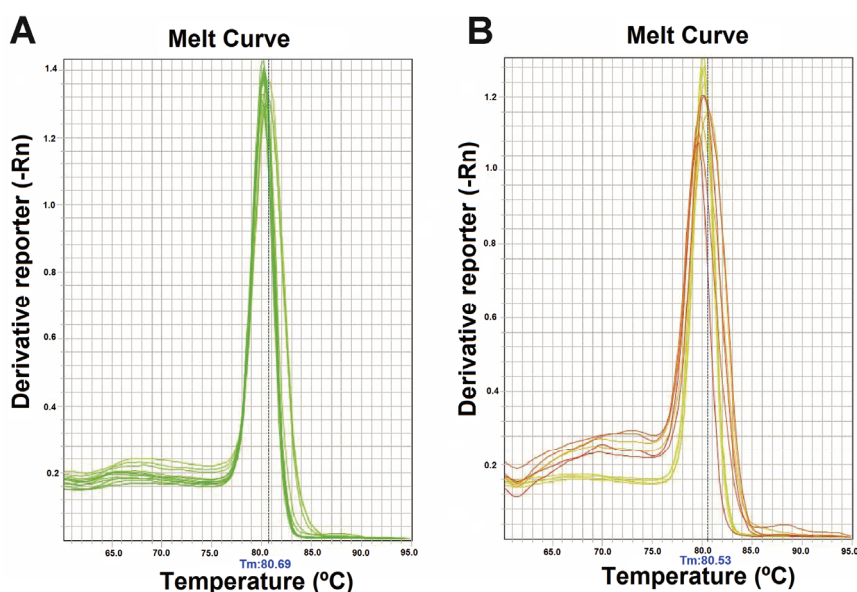 A
Melt Curve
Derivative reporter (-Rn)
1.4
1.2
1.0
0.8
0.6
0.4
0.2
65.0 70.0 75.0 80.0 85.0 90.0 95.0
Tm:80.69
Temperature (ºC)
B
Melt Curve
Derivative reporter (-Rn)
1.2
1.0
0.8
0.6
0.4
0.2
65.0 70.0 75.0 80.0 85.0 90.0 95.0
Tm:80.53
Temperature (ºC)